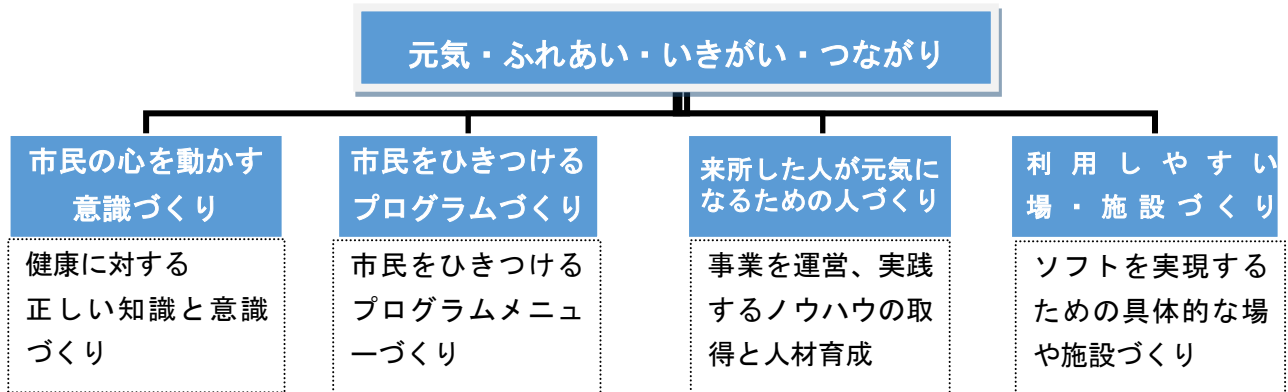 元気・ふれあい・いきがい・つながり
市民の心を動かす
意識づくり
健康に対する
正しい知識と意識
づくり
市民をひきつける
プログラムづくり
市民をひきつける
プログラムメニュ
ーづくり
来所した人が元気に
なるための人づくり
事業を運営、実践
するノウハウの取
得と人材育成
利用しやすい
場・施設づくり
ソフトを実現する
ための具体的な場
や施設づくり